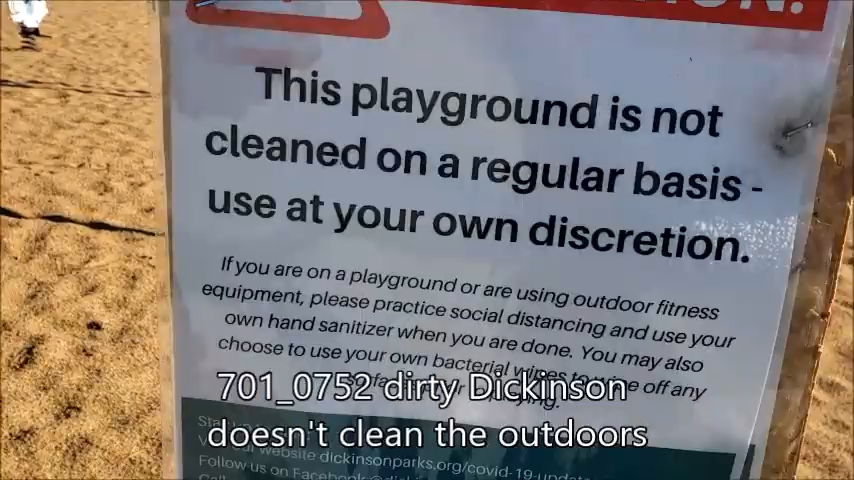 This playground is not
cleaned on a regular basis -
use at your own discretion.
If you are on a playground or are using outdoor fitness
equipment, please practice social distancing and use your
own hand sanitizer when you are done. You may also
choose to use your own bacterial wipes to wipe off any
701_0752 dirty Dickinson
playing.
doesn't clean the outdoors
website dickinsonparks.org/covid-19-update
Follow us on Facebook